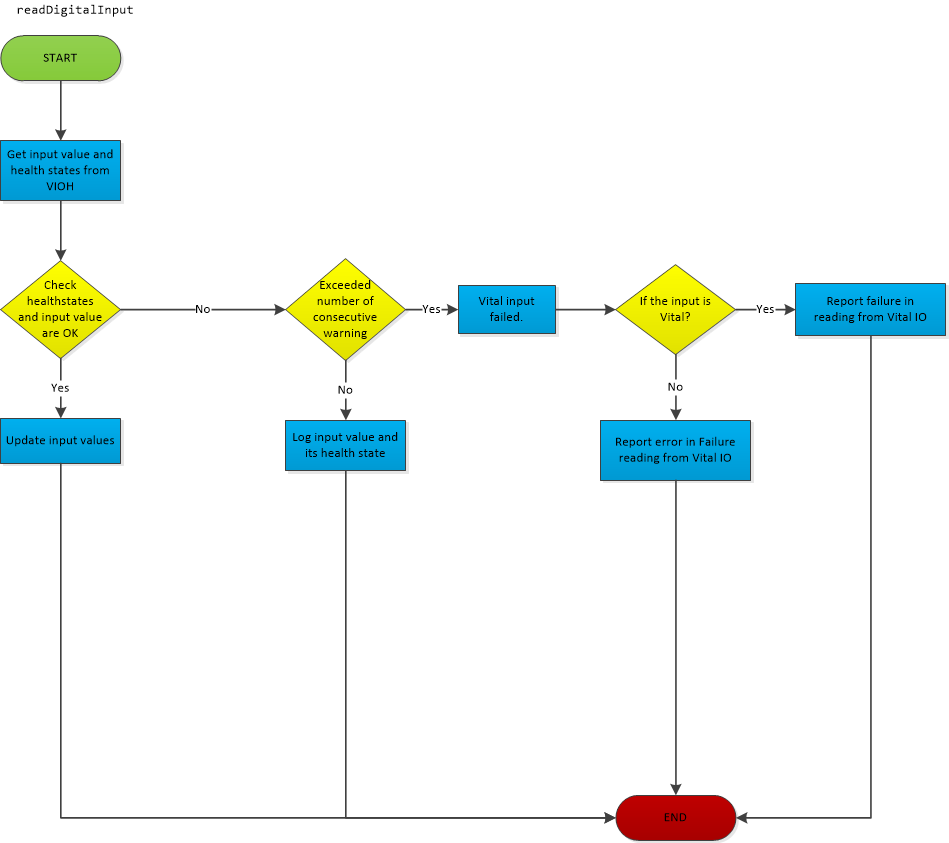 readDigitalInput
START
Get input value and
health states from
VIOH
Check
healthstates
and input value
are OK
No
Exceeded
number of
consecutive
warning
Yes
Vital input
failed.
If the input is
Vital?
Yes
Report failure in
reading from Vital IO
Yes
No
No
Update input values
Log input value and
its health state
Report error in Failure
reading from Vital IO
END